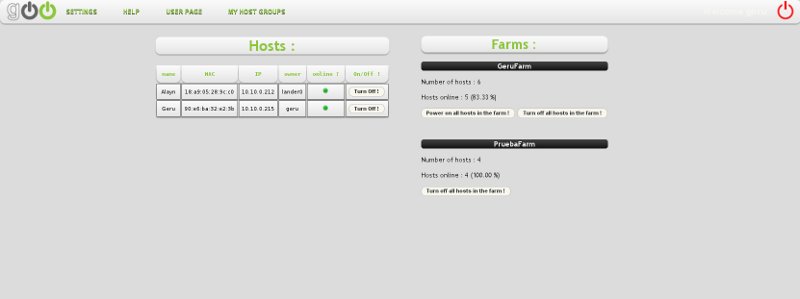 SETTINGS HELP USER PAGE MY HOST GROUPS Welcome geru
Hosts :
name MAC IP owner online ? On/Off !
Alayn 18:a9:05:28:9c:c0 10.10.0.212 lander0 Turn Off !
Geru 90:e6:ba:32:e2:3b 10.10.0.215 geru Turn Off !
Farms :
GeruFarm
Number of hosts : 6
Hosts online : 5 (83.33 %)
Power on all hosts in the farm ! Turn off all hosts in the farm !
PruebaFarm
Number of hosts : 4
Hosts online : 4 (100.00 %)
Turn off all hosts in the farm !